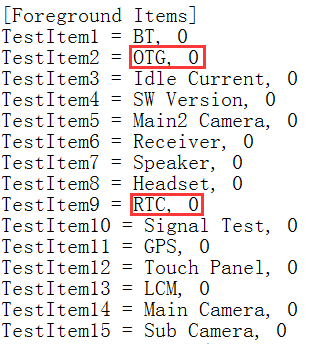 [Foreground Items]
TestItem1 = BT, 0
TestItem2 = OTG, 0
TestItem3 = Idle Current, 0
TestItem4 = SW Version, 0
TestItem5 = Main2 Camera, 0
TestItem6 = Receiver, 0
TestItem7 = Speaker, 0
TestItem8 = Headset, 0
TestItem9 = RTC, 0
TestItem10 = Signal Test, 0
TestItem11 = GPS, 0
TestItem12 = Touch Panel, 0
TestItem13 = LCM, 0
TestItem14 = Main Camera, 0
TestItem15 = Sub Camera, 0